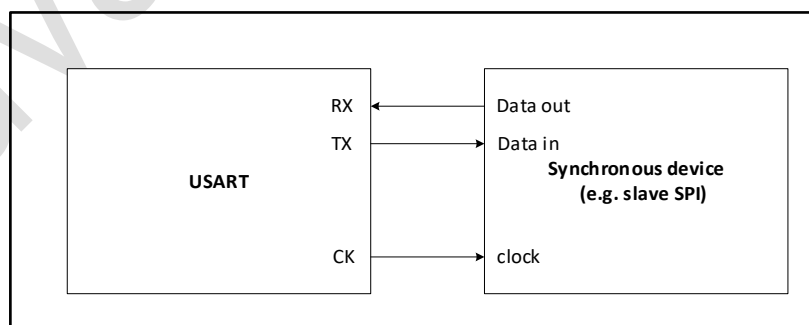 RX
Data out
TX
Data in
USART
Synchronous device
(e.g. slave SPI)
CK
clock